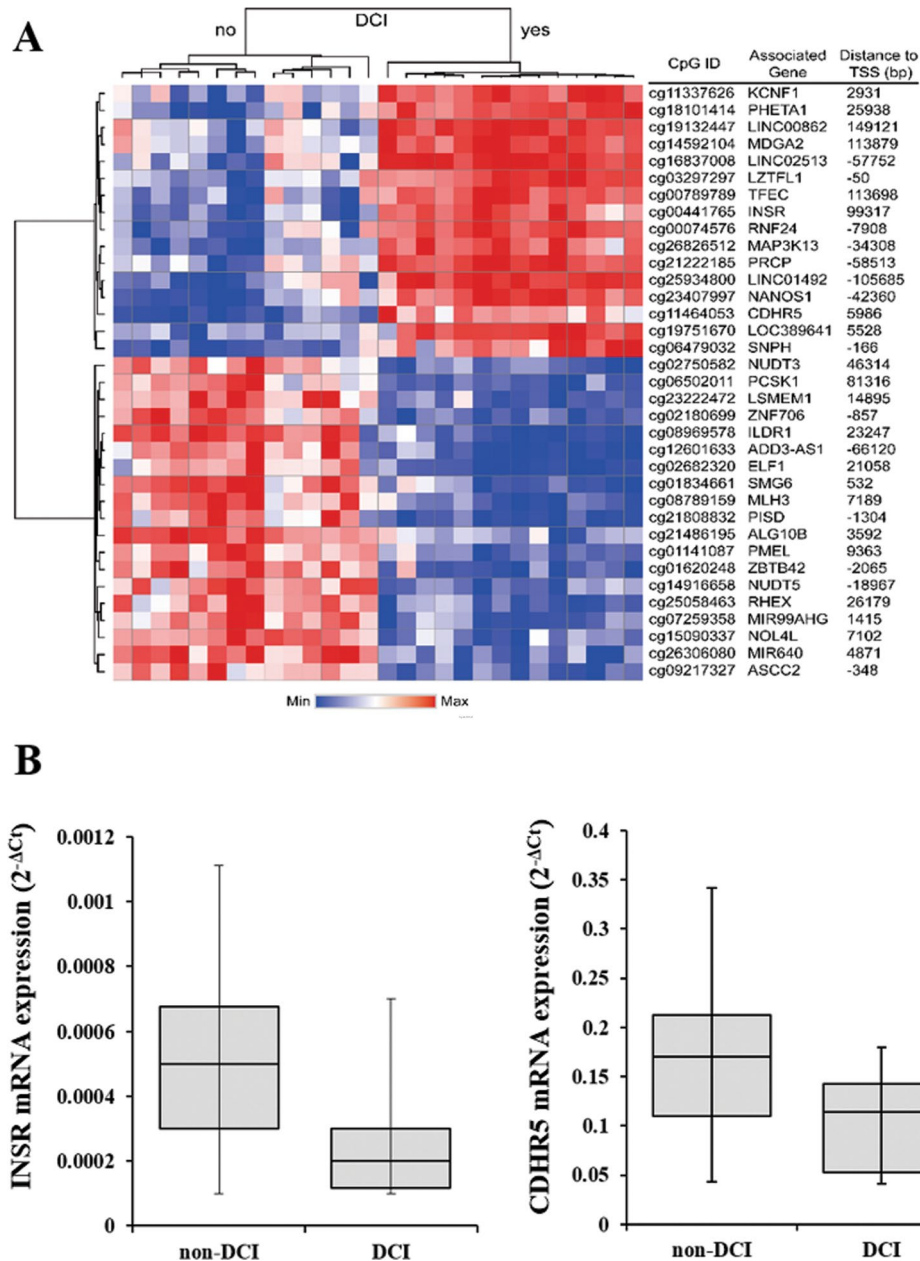 A
no DCI yes
CpG ID Associated Gene Distance to TSS (bp)
cg11337626 KCNF1 2931
cg18101414 PHETA1 25938
cg19132447 LINC00862 149121
cg14592104 MDGA2 113879
cg16837008 LINC02513 -57752
cg03297297 LZTFL1 -50
cg00789789 TFEC 113698
cg00441765 INSR 99317
cg00074576 RNF24 -7908
cg26826512 MAP3K13 -34308
cg21222185 PRCP -58513
cg25934800 LINC01492 -105685
cg23407997 NANOS1 -42360
cg11464053 CDHR5 5986
cg19751670 LOC389641 5528
cg06479032 SNPH -166
cg02750582 NUDT3 46314
cg06502011 PCSK1 81316
cg23222472 LSMEM1 14895
cg02180699 ZNF706 -857
cg08969578 ILDR1 23247
cg12601633 ADD3-AS1 -66120
cg02682320 ELF1 21058
cg01834661 SMG6 532
cg08789159 MLH3 7189
cg21808832 PISD -1304
cg21486195 ALG10B 3592
cg01141087 PMEL 9363
cg01620248 ZBTB42 -2065
cg14916658 NUDT5 -18967
cg25058463 RHEX 26179
cg07259358 MIR99AHG 1415
cg15090337 NOL4L 7102
cg26306080 MIR640 4871
cg09217327 ASCC2 -348
Min Max
B
INSR mRNA expression (2^-ΔCt)
0.0012
0.001
0.0008
0.0006
0.0004
0.0002
0
non-DCI DCI
CDHR5 mRNA expression (2^-ΔCt)
0.4
0.35
0.3
0.25
0.2
0.15
0.1
0.05
0
non-DCI DCI